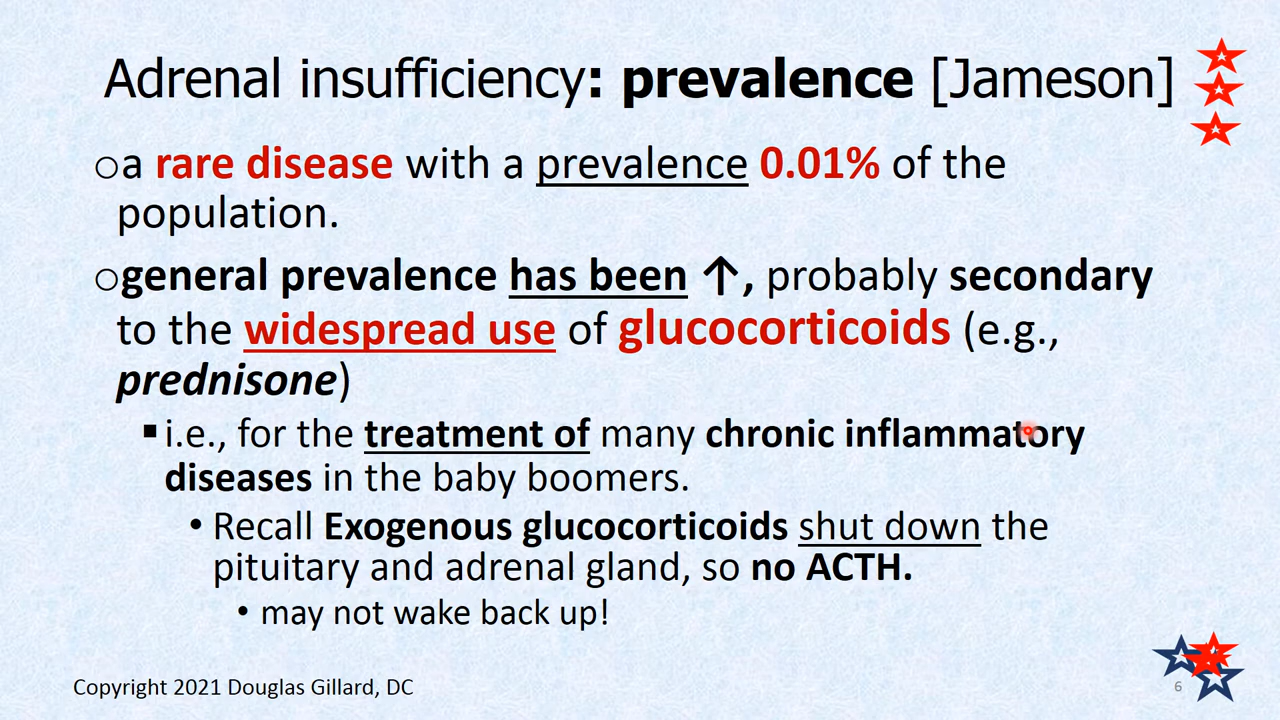 Adrenal insufficiency: prevalence [Jameson]
○a rare disease with a prevalence 0.01% of the
population.
○general prevalence has been ↑, probably secondary
to the widespread use of glucocorticoids (e.g.,
prednisone)
▪i.e., for the treatment of many chronic inflammatory
diseases in the baby boomers.
• Recall Exogenous glucocorticoids shut down the
pituitary and adrenal gland, so no ACTH.
• may not wake back up!
Copyright 2021 Douglas Gillard, DC
6